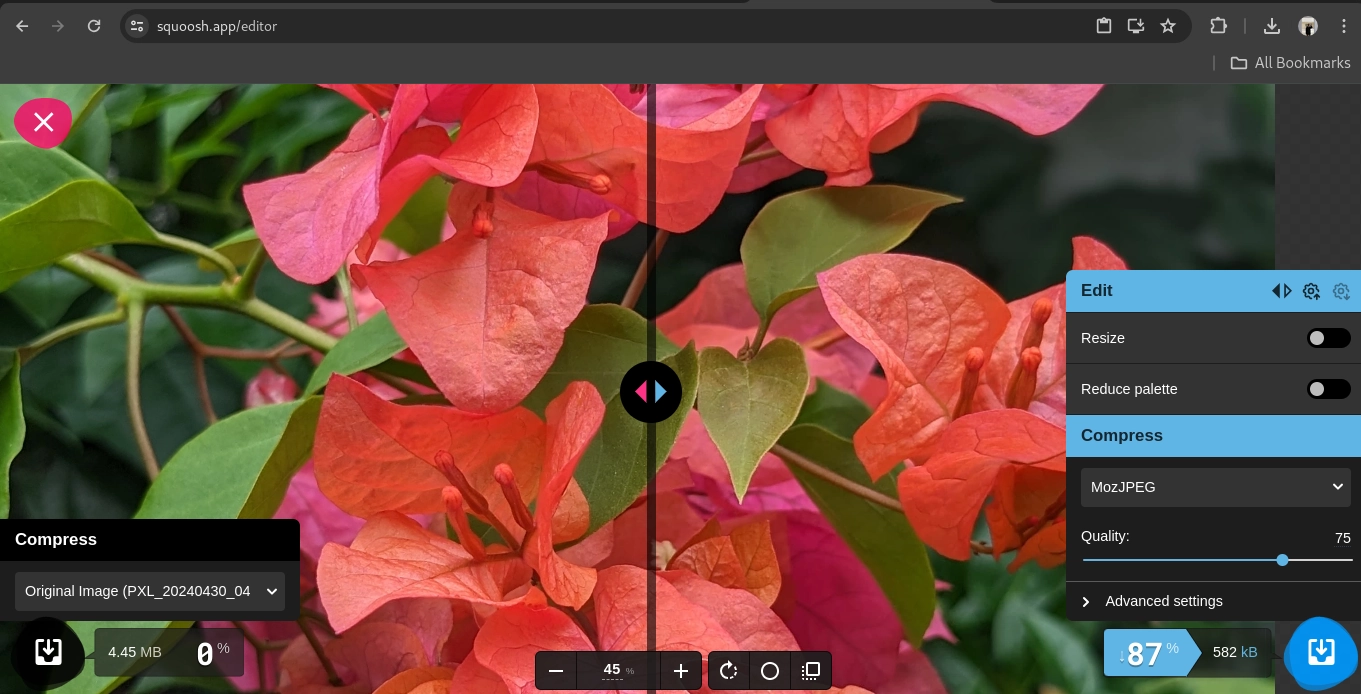 squoosh.app/editor
All Bookmarks
Edit
Resize
Reduce palette
Compress
MozJPEG
Quality:
75
Advanced settings
↓87 %
582 kB
Compress
Original Image (PXL_20240430_04
4.45 MB
0 %
45 %